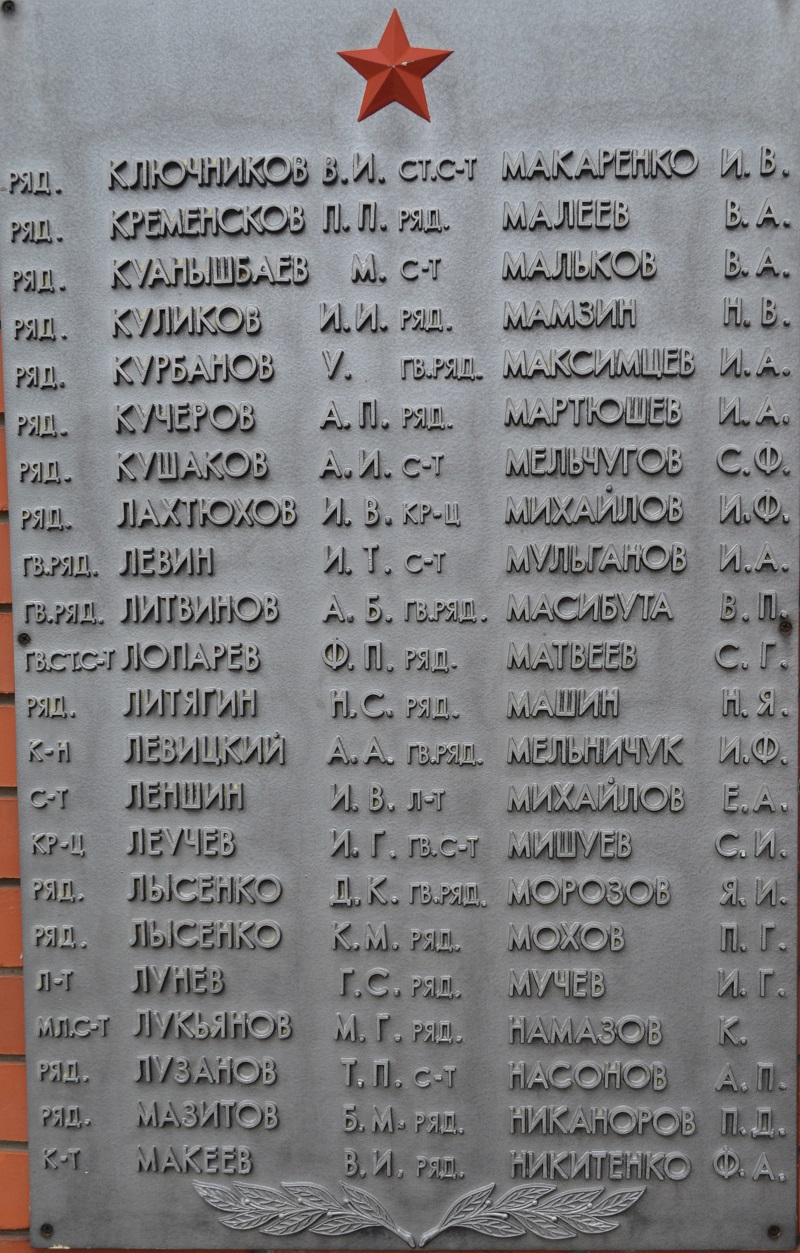 РЯД. КЛЮЧНИКОВ В.И. СТ.С-Т МАКАРЕНКО И.В.
РЯД. КРЕМЕНСКОВ П.П. РЯД. МАЛЕЕВ В.А.
РЯД. КУАНЫШБАЕВ М. С-Т МАЛЬКОВ В.А.
РЯД. КУЛИКОВ И.И. РЯД. МАМЗИН Н.В.
РЯД. КУРБАНОВ У. ГВ.РЯД. МАКСИМЦЕВ И.А.
РЯД. КУЧЕРОВ А.П. РЯД. МАРТЮШЕВ И.А.
РЯД. КУШАКОВ А.И. С-Т МЕЛЬЧУГОВ С.Ф.
РЯД. ЛАХТЮХОВ И.В. КР-Ц МИХАЙЛОВ И.Ф.
ГВ.РЯД. ЛЕВИН И.Т. С-Т МУЛЬГАНОВ И.А.
ГВ.РЯД. ЛИТВИНОВ А.Б. ГВ.РЯД. МАСИБУТА В.П.
ГВ.СТ.С-Т ЛОПАРЕВ Ф.П. РЯД. МАТВЕЕВ С.Г.
РЯД. ЛИТЯГИН Н.С. РЯД. МАШИН Н.Я.
К-Н ЛЕВИЦКИЙ А.А. ГВ.РЯД. МЕЛЬНИЧУК И.Ф.
С-Т ЛЕНШИН И.В. Л-Т МИХАЙЛОВ Е.А.
КР-Ц ЛЕУЧЕВ И.Г. ГВ.С-Т МИШУЕВ С.И.
РЯД. ЛЫСЕНКО Д.К. ГВ.РЯД. МОРОЗОВ Я.И.
РЯД. ЛЫСЕНКО К.М. РЯД. МОХОВ П.Г.
Л-Т ЛУНЕВ Г.С. РЯД. МУЧЕВ И.Г.
МЛ.С-Т ЛУКЬЯНОВ М.Г. РЯД. НАМАЗОВ К.
РЯД. ЛУЗАНОВ Т.П. С-Т НАСОНОВ А.П.
РЯД. МАЗИТОВ Б.М. РЯД. НИКАНОРОВ П.Д.
К-Т МАКЕЕВ В.И. РЯД. НИКИТЕНКО Ф.А.